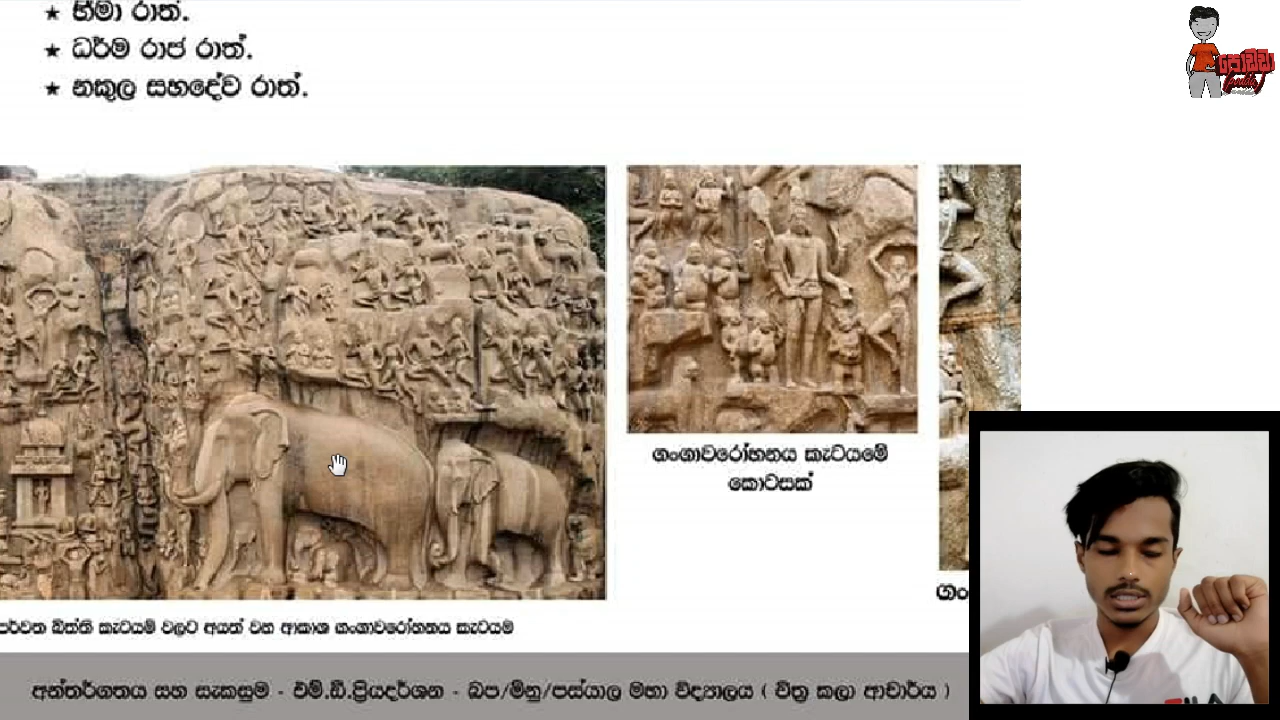 ★ භීමා රාත්.
★ ධර්ම රාජ රාත්.
★ නකුල සහදේව රාත්.
පොඩ්ඩා
ගංගාවරෝහනය කැටයමේ
කොටසක්
පර්වත බිත්ති කැටයම් වලට අයත් වන ආකාශ ගංගාවරෝහනය කැටයම
අන්තර්ගතය සහ සැකසුම - එම්.ඩී.ප්‍රියදර්ශන - බප/මිනු/පස්යාල මහා විද්‍යාලය ( චිත්‍ර කලා ආචාර්ය )